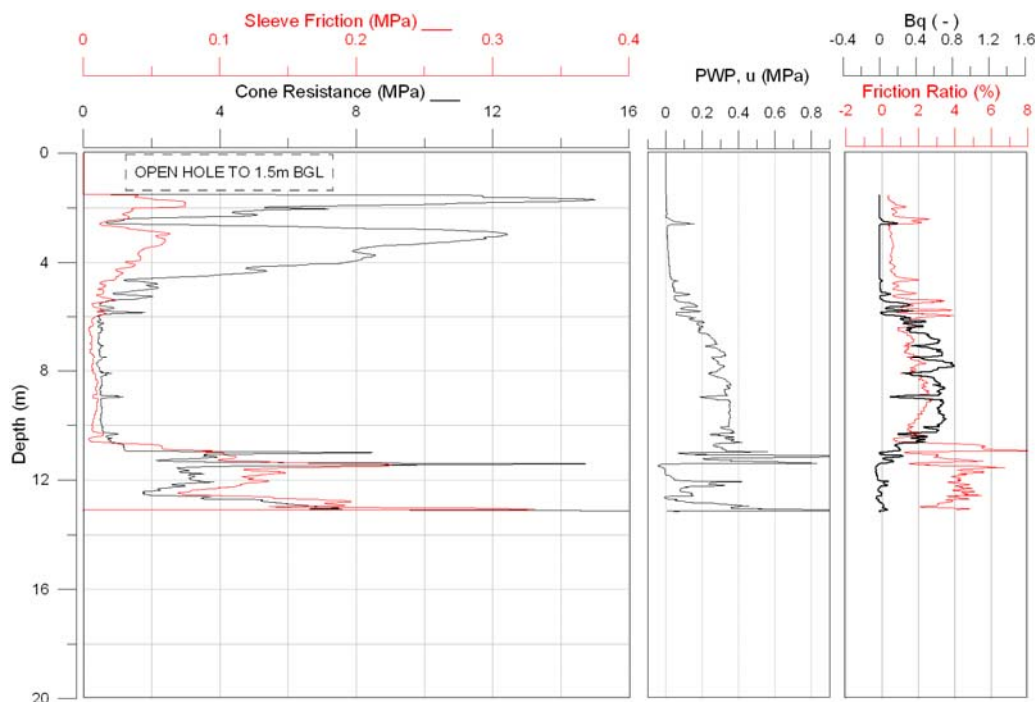 Sleeve Friction (MPa) ___
0 0.1 0.2 0.3 0.4
Cone Resistance (MPa) ___
0 4 8 12 16
PWP, u (MPa)
0 0.2 0.4 0.6 0.8
Bq ( - )
-0.4 0 0.4 0.8 1.2 1.6
Friction Ratio (%)
-2 0 2 4 6 8
OPEN HOLE TO 1.5m BGL
Depth (m)
0
4
8
12
16
20